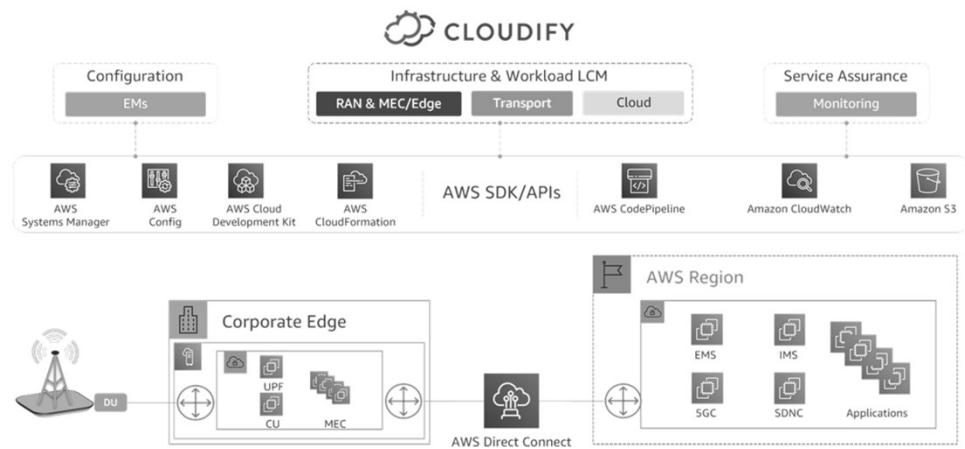 CLOUDIFY
Configuration
EMs
Infrastructure & Workload LCM
RAN & MEC/Edge
Transport
Cloud
Service Assurance
Monitoring
AWS
Systems Manager
AWS
Config
AWS Cloud
Development Kit
AWS
CloudFormation
AWS SDK/APIs
AWS CodePipeline
Amazon CloudWatch
Amazon S3
DU
Corporate Edge
UPF
CU
MEC
AWS Direct Connect
AWS Region
EMS
IMS
5GC
SDNC
Applications